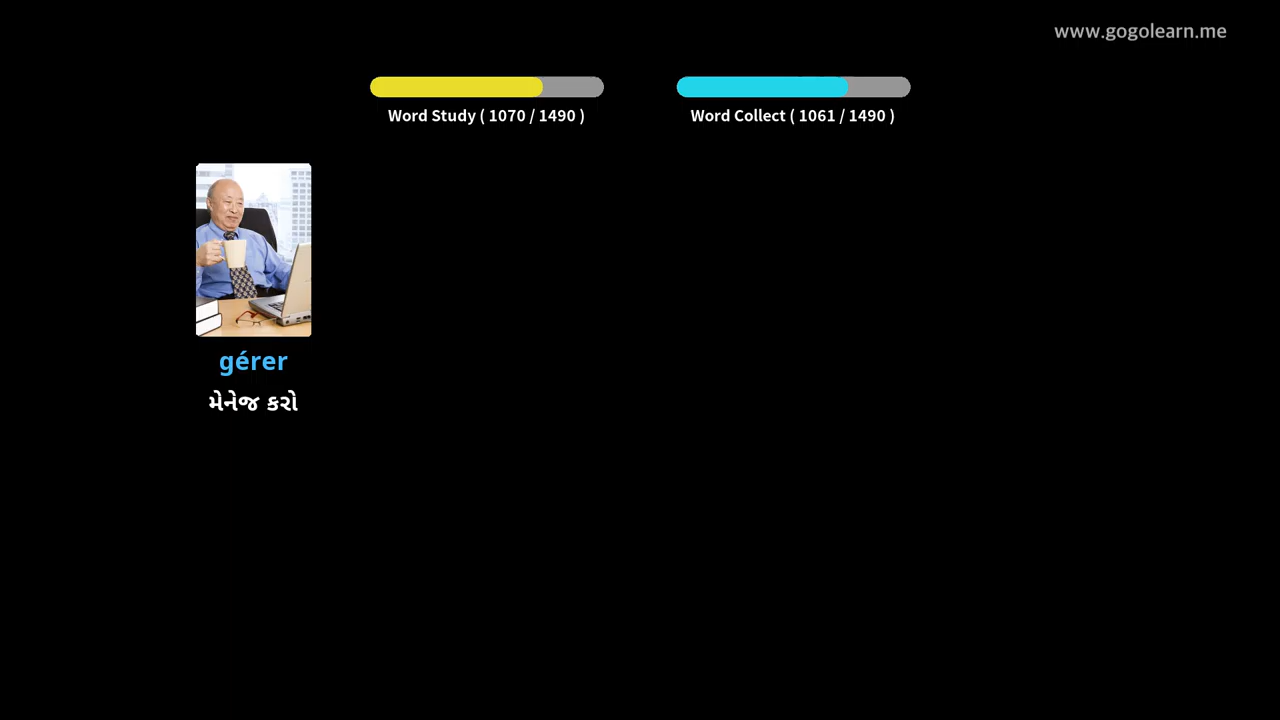 www.gogolearn.me
Word Study ( 1070 / 1490 )
Word Collect ( 1061 / 1490 )
gérer
મેનેજ કરો